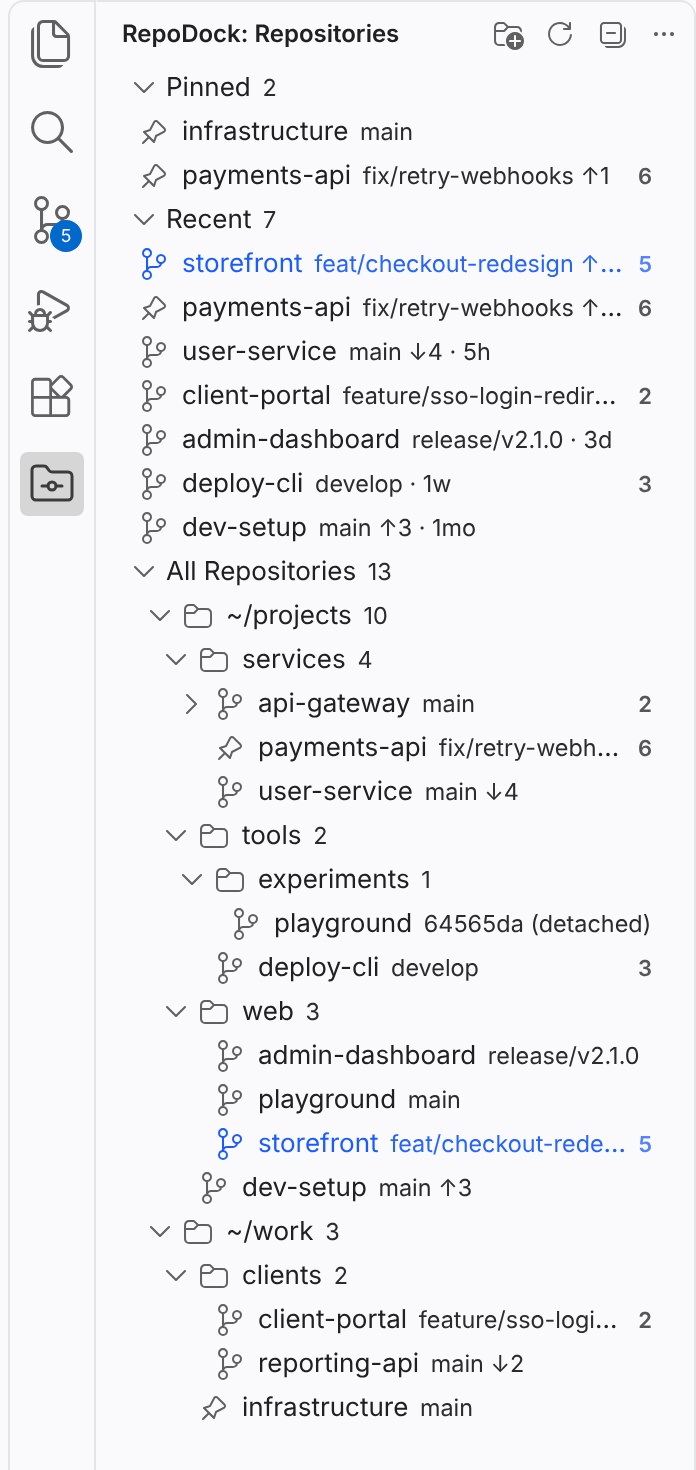 RepoDock: Repositories
Pinned 2
infrastructure main
payments-api fix/retry-webhooks ↑1 6
Recent 7
5
storefront feat/checkout-redesign ↑... 5
payments-api fix/retry-webhooks ↑... 6
user-service main ↓4 · 5h
client-portal feature/sso-login-redir... 2
admin-dashboard release/v2.1.0 · 3d
deploy-cli develop · 1w 3
dev-setup main ↑3 · 1mo
All Repositories 13
~/projects 10
services 4
api-gateway main 2
payments-api fix/retry-webh... 6
user-service main ↓4
tools 2
experiments 1
playground 64565da (detached)
deploy-cli develop 3
web 3
admin-dashboard release/v2.1.0
playground main
storefront feat/checkout-rede... 5
dev-setup main ↑3
~/work 3
clients 2
client-portal feature/sso-logi... 2
reporting-api main ↓2
infrastructure main